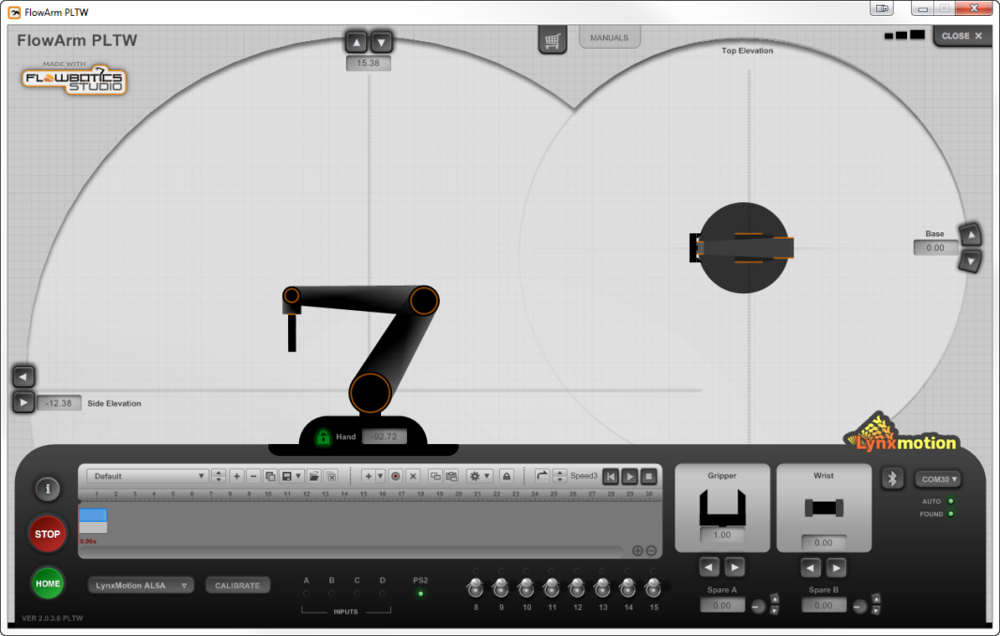 FlowArm PLTW
FlowArm PLTW
MADE WITH
FLOWBOTICS
STUDIO
15.38
MANUALS
Top Elevation
CLOSE X
Base
0.00
-12.38 Side Elevation
Hand -92.72
Lynxmotion
Default
Speed3
1 2 3 4 5 6 7 8 9 10 11 12 13 14 15 16 17 18 19 20 21 22 23 24 25 26 27 28 29 30
0.00s
Gripper
1.00
Wrist
0.00
COM30
AUTO
FOUND
i
STOP
HOME
LynxMotion AL5A
CALIBRATE
A B C D PS2
INPUTS
8 9 10 11 12 13 14 15
Spare A
0.00
Spare B
0.00
VER 2.0.3.6 PLTW